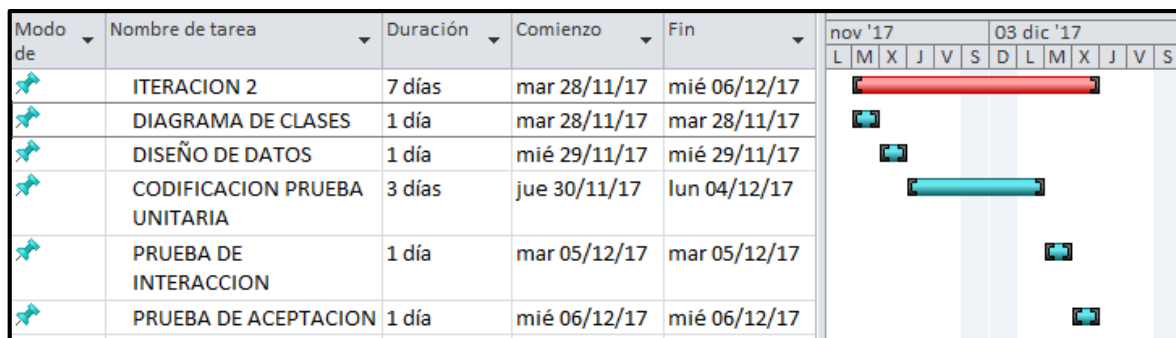 Modo de Nombre de tarea Duración Comienzo Fin nov '17 03 dic '17
L M X J V S D L M X J V S
ITERACION 2 7 días mar 28/11/17 mié 06/12/17
DIAGRAMA DE CLASES 1 día mar 28/11/17 mar 28/11/17
DISEÑO DE DATOS 1 día mié 29/11/17 mié 29/11/17
CODIFICACION PRUEBA 3 días jue 30/11/17 lun 04/12/17
UNITARIA
PRUEBA DE 1 día mar 05/12/17 mar 05/12/17
INTERACCION
PRUEBA DE ACEPTACION 1 día mié 06/12/17 mié 06/12/17